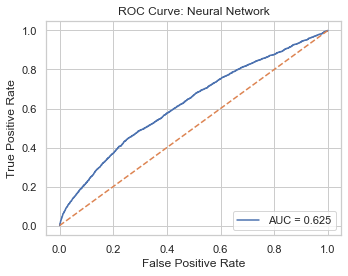 ROC Curve: Neural Network
1.0
0.8
0.6
0.4
0.2
0.0
True Positive Rate
AUC = 0.625
0.0 0.2 0.4 0.6 0.8 1.0
False Positive Rate